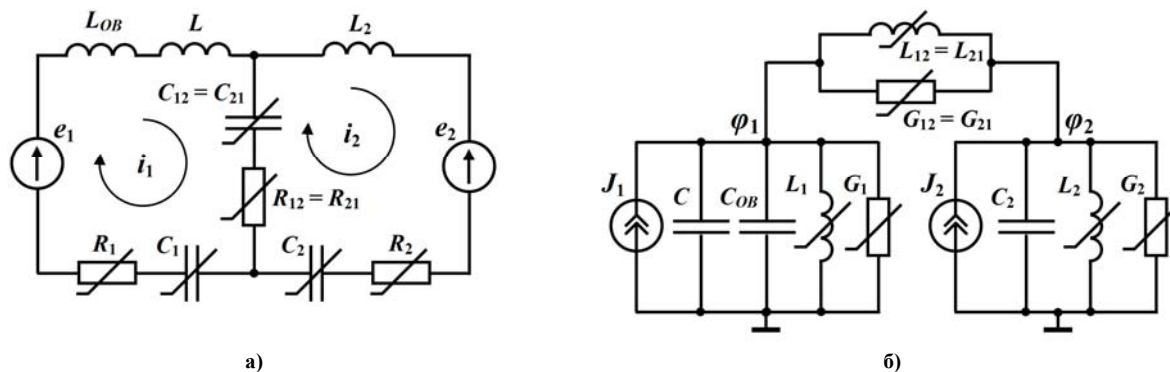 L_OB L L_2
C_12 = C_21
e_1 i_1 i_2 e_2
R_12 = R_21
R_1 C_1 C_2 R_2
а)
L_12 = L_21
G_12 = G_21
φ_1 φ_2
J_1 C C_OB L_1 G_1 J_2 C_2 L_2 G_2
б)